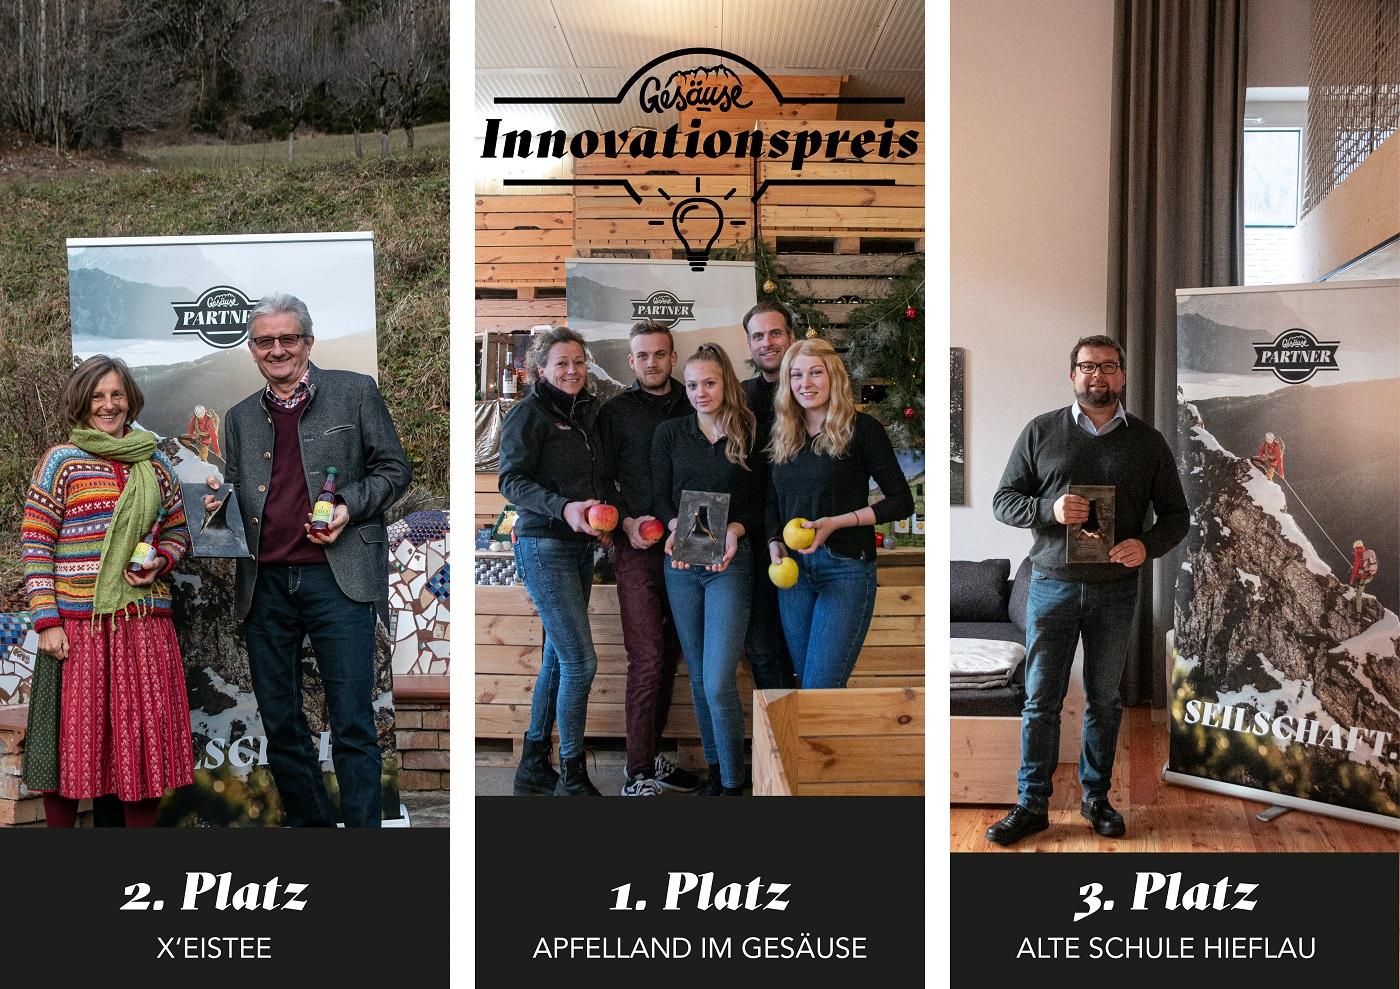 Gesäuse
PARTNER
LSCHAF
2. Platz
X‘EISTEE
Gesäuse
Innovationspreis
Gesäuse
PARTNER
1. Platz
APFELLAND IM GESÄUSE
Gesäuse
PARTNER
SEILSCHAFT.
3. Platz
ALTE SCHULE HIEFLAU